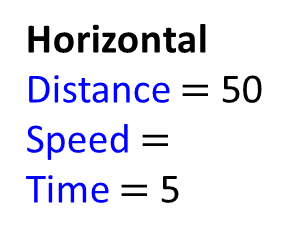 Horizontal
Distance = 50
Speed =
Time = 5